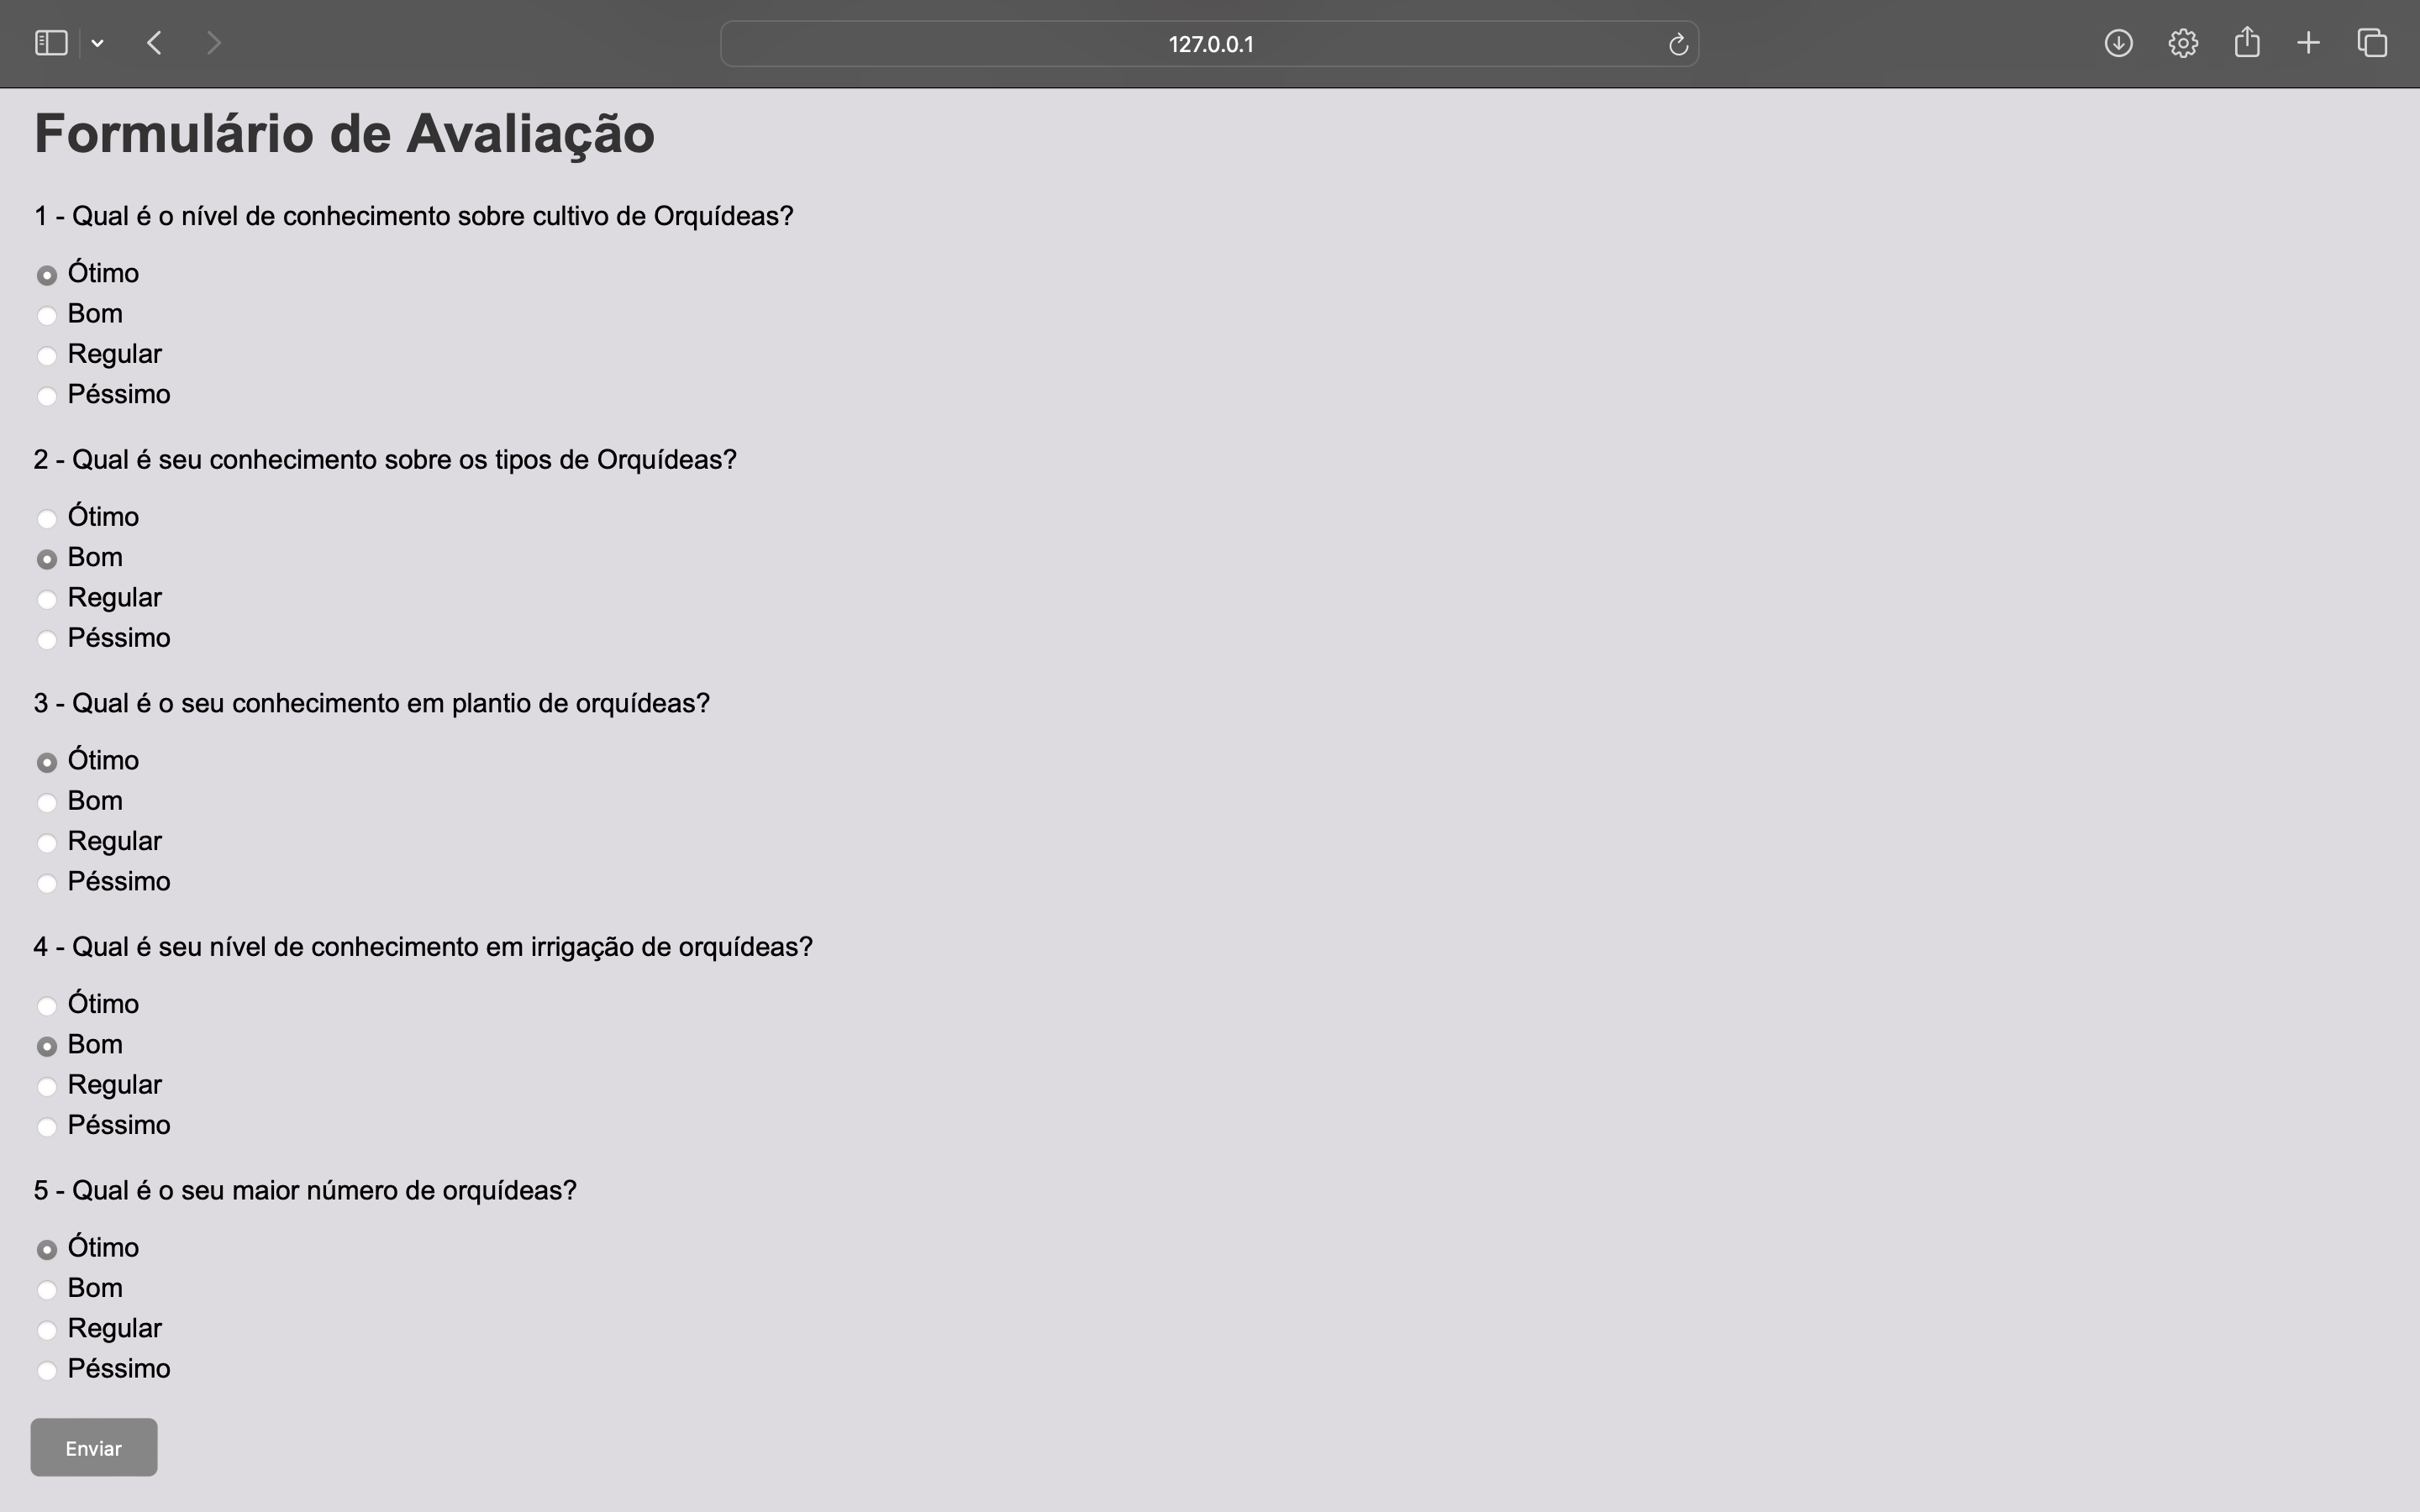 127.0.0.1
Formulário de Avaliação
1 - Qual é o nível de conhecimento sobre cultivo de Orquídeas?
Ótimo
Bom
Regular
Péssimo
2 - Qual é seu conhecimento sobre os tipos de Orquídeas?
Ótimo
Bom
Regular
Péssimo
3 - Qual é o seu conhecimento em plantio de orquídeas?
Ótimo
Bom
Regular
Péssimo
4 - Qual é seu nível de conhecimento em irrigação de orquídeas?
Ótimo
Bom
Regular
Péssimo
5 - Qual é o seu maior número de orquídeas?
Ótimo
Bom
Regular
Péssimo
Enviar